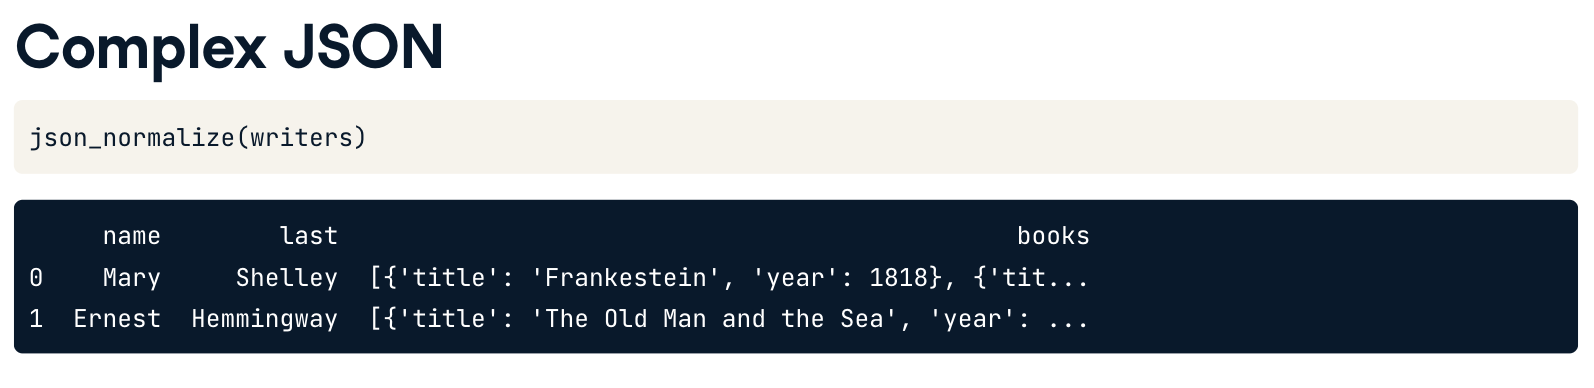 Complex JSON
json_normalize(writers)
name last books
0 Mary Shelley [{'title': 'Frankestein', 'year': 1818}, {'tit...
1 Ernest Hemmingway [{'title': 'The Old Man and the Sea', 'year': ...